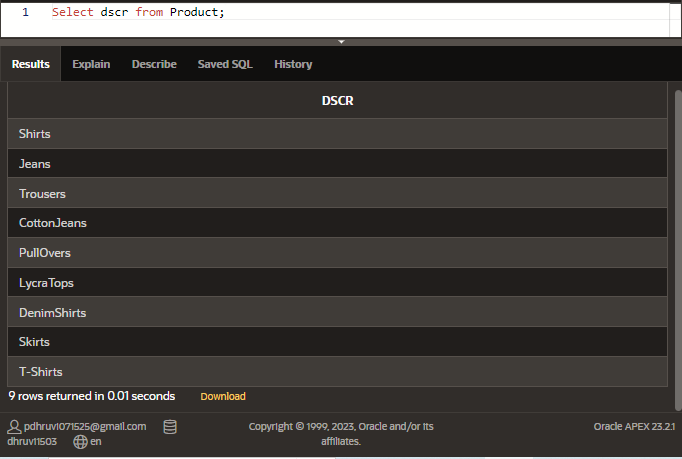 1 Select dscr from Product;
Results Explain Describe Saved SQL History
DSCR
Shirts
Jeans
Trousers
CottonJeans
PullOvers
LycraTops
DenimShirts
Skirts
T-Shirts
9 rows returned in 0.01 seconds Download
pdhruvi071525@gmail.com
dhruvi1503 en
Copyright © 1999, 2023, Oracle and/or its
affiliates.
Oracle APEX 23.2.1